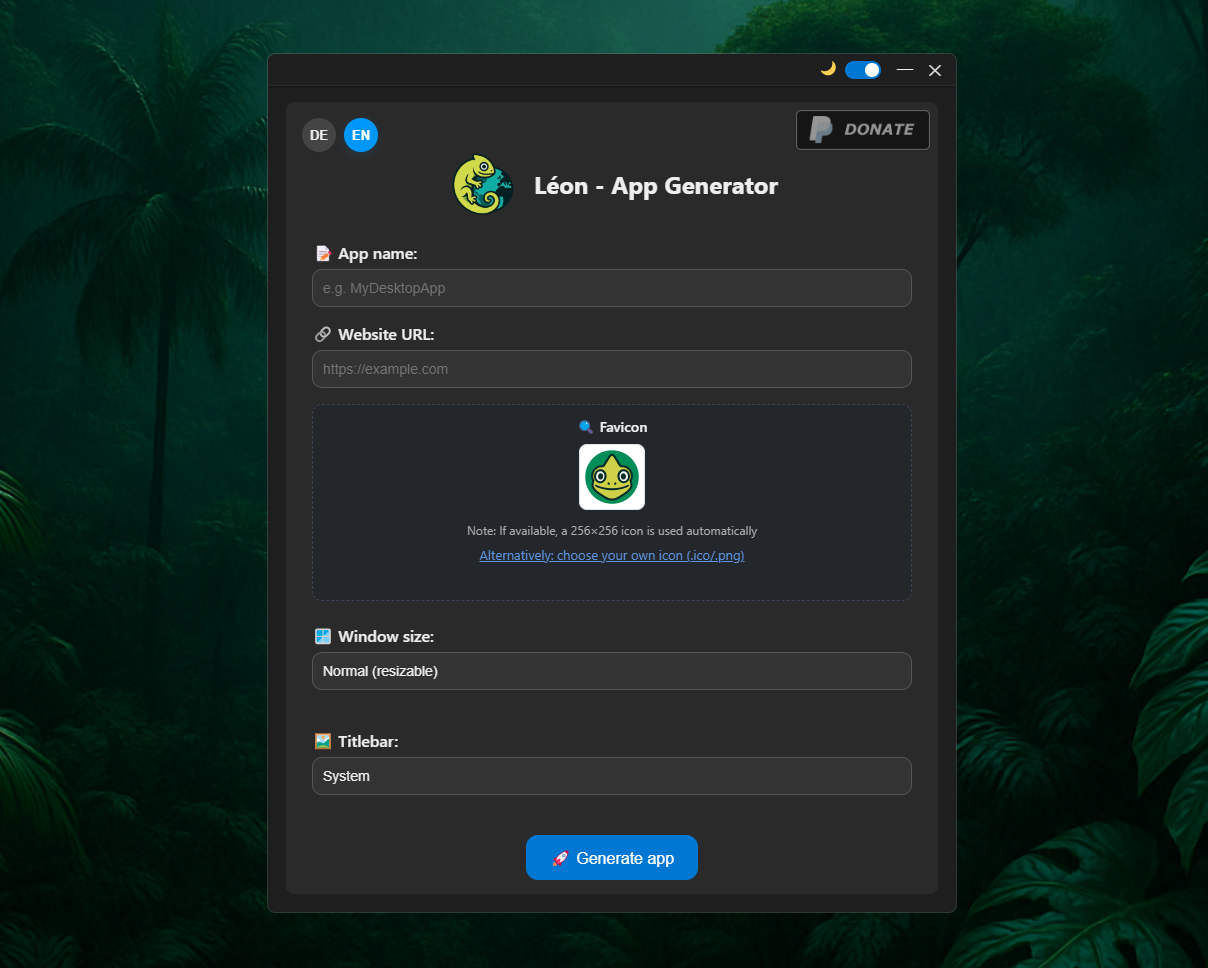 DE
EN
DONATE
Léon - App Generator
App name:
e.g. MyDesktopApp
Website URL:
https://example.com
Favicon
Note: If available, a 256×256 icon is used automatically
Alternatively: choose your own icon (.ico/.png)
Window size:
Normal (resizable)
Titlebar:
System
Generate app